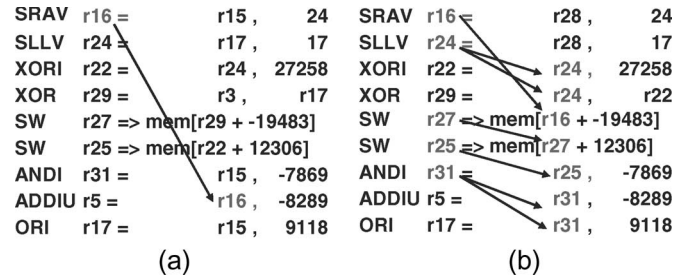 SRAV r16 = r15 , 24
SLLV r24 = r17 , 17
XORI r22 = r24 , 27258
XOR r29 = r3 , r17
SW r27 => mem[r29 + -19483]
SW r25 => mem[r22 + 12306]
ANDI r31 = r15 , -7869
ADDIU r5 = r16 , -8289
ORI r17 = r15 , 9118
(a)
SRAV r16 = r28 , 24
SLLV r24 = r28 , 17
XORI r22 = r24 , 27258
XOR r29 = r24 , r22
SW r27 => mem[r16 + -19483]
SW r25 => mem[r27 + 12306]
ANDI r31 = r25 , -7869
ADDIU r5 = r31 , -8289
ORI r17 = r31 , 9118
(b)